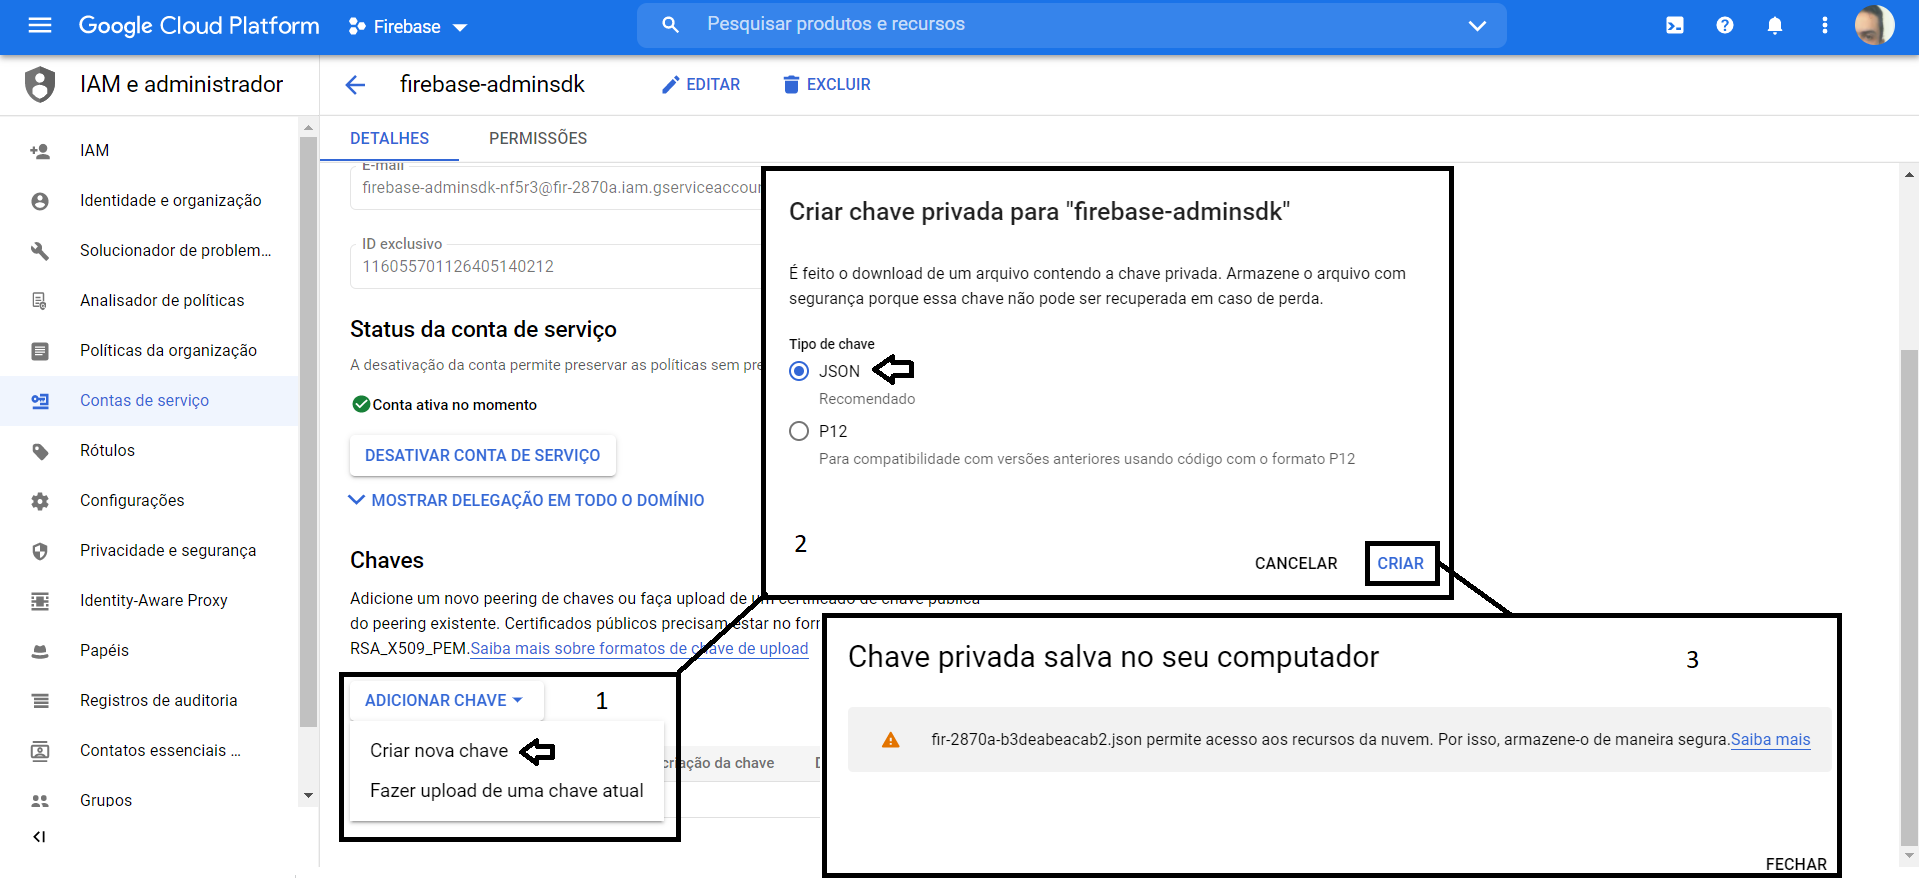 Google Cloud Platform
Firebase
Pesquisar produtos e recursos
IAM e administrador
firebase-adminsdk
EDITAR
EXCLUIR
IAM
Identidade e organização
Solucionador de problem...
Analisador de políticas
Políticas da organização
Contas de serviço
Rótulos
Configurações
Privacidade e segurança
Identity-Aware Proxy
Papéis
Registros de auditoria
Contatos essenciais ...
Grupos
DETALHES
PERMISSÕES
E-mail
firebase-adminsdk-nf5r3@fir-2870a.iam.gserviceaccou
ID exclusivo
116055701126405140212
Status da conta de serviço
A desativação da conta permite preservar as políticas sem pre
Conta ativa no momento
DESATIVAR CONTA DE SERVIÇO
MOSTRAR DELEGAÇÃO EM TODO O DOMÍNIO
Chaves
Adicione um novo peering de chaves ou faça upload de um certificado de chave pública
do peering existente. Certificados públicos precisam estar no for
RSA_X509_PEM.Saiba mais sobre formatos de chave de upload
ADICIONAR CHAVE
1
Criar nova chave
Fazer upload de uma chave atual
criação da chave
Criar chave privada para "firebase-adminsdk"
É feito o download de um arquivo contendo a chave privada. Armazene o arquivo com
segurança porque essa chave não pode ser recuperada em caso de perda.
Tipo de chave
JSON
Recomendado
P12
Para compatibilidade com versões anteriores usando código com o formato P12
2
CANCELAR
CRIAR
Chave privada salva no seu computador
3
fir-2870a-b3deabeacab2.json permite acesso aos recursos da nuvem. Por isso, armazene-o de maneira segura.Saiba mais
FECHAR